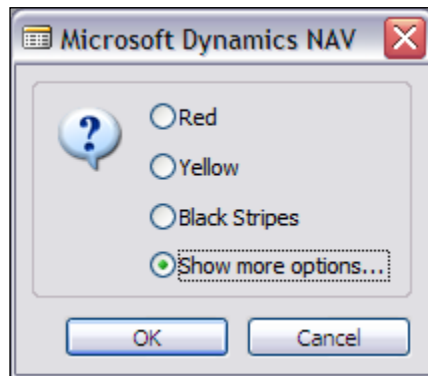 Microsoft Dynamics NAV
Red
Yellow
Black Stripes
Show more options...
OK Cancel